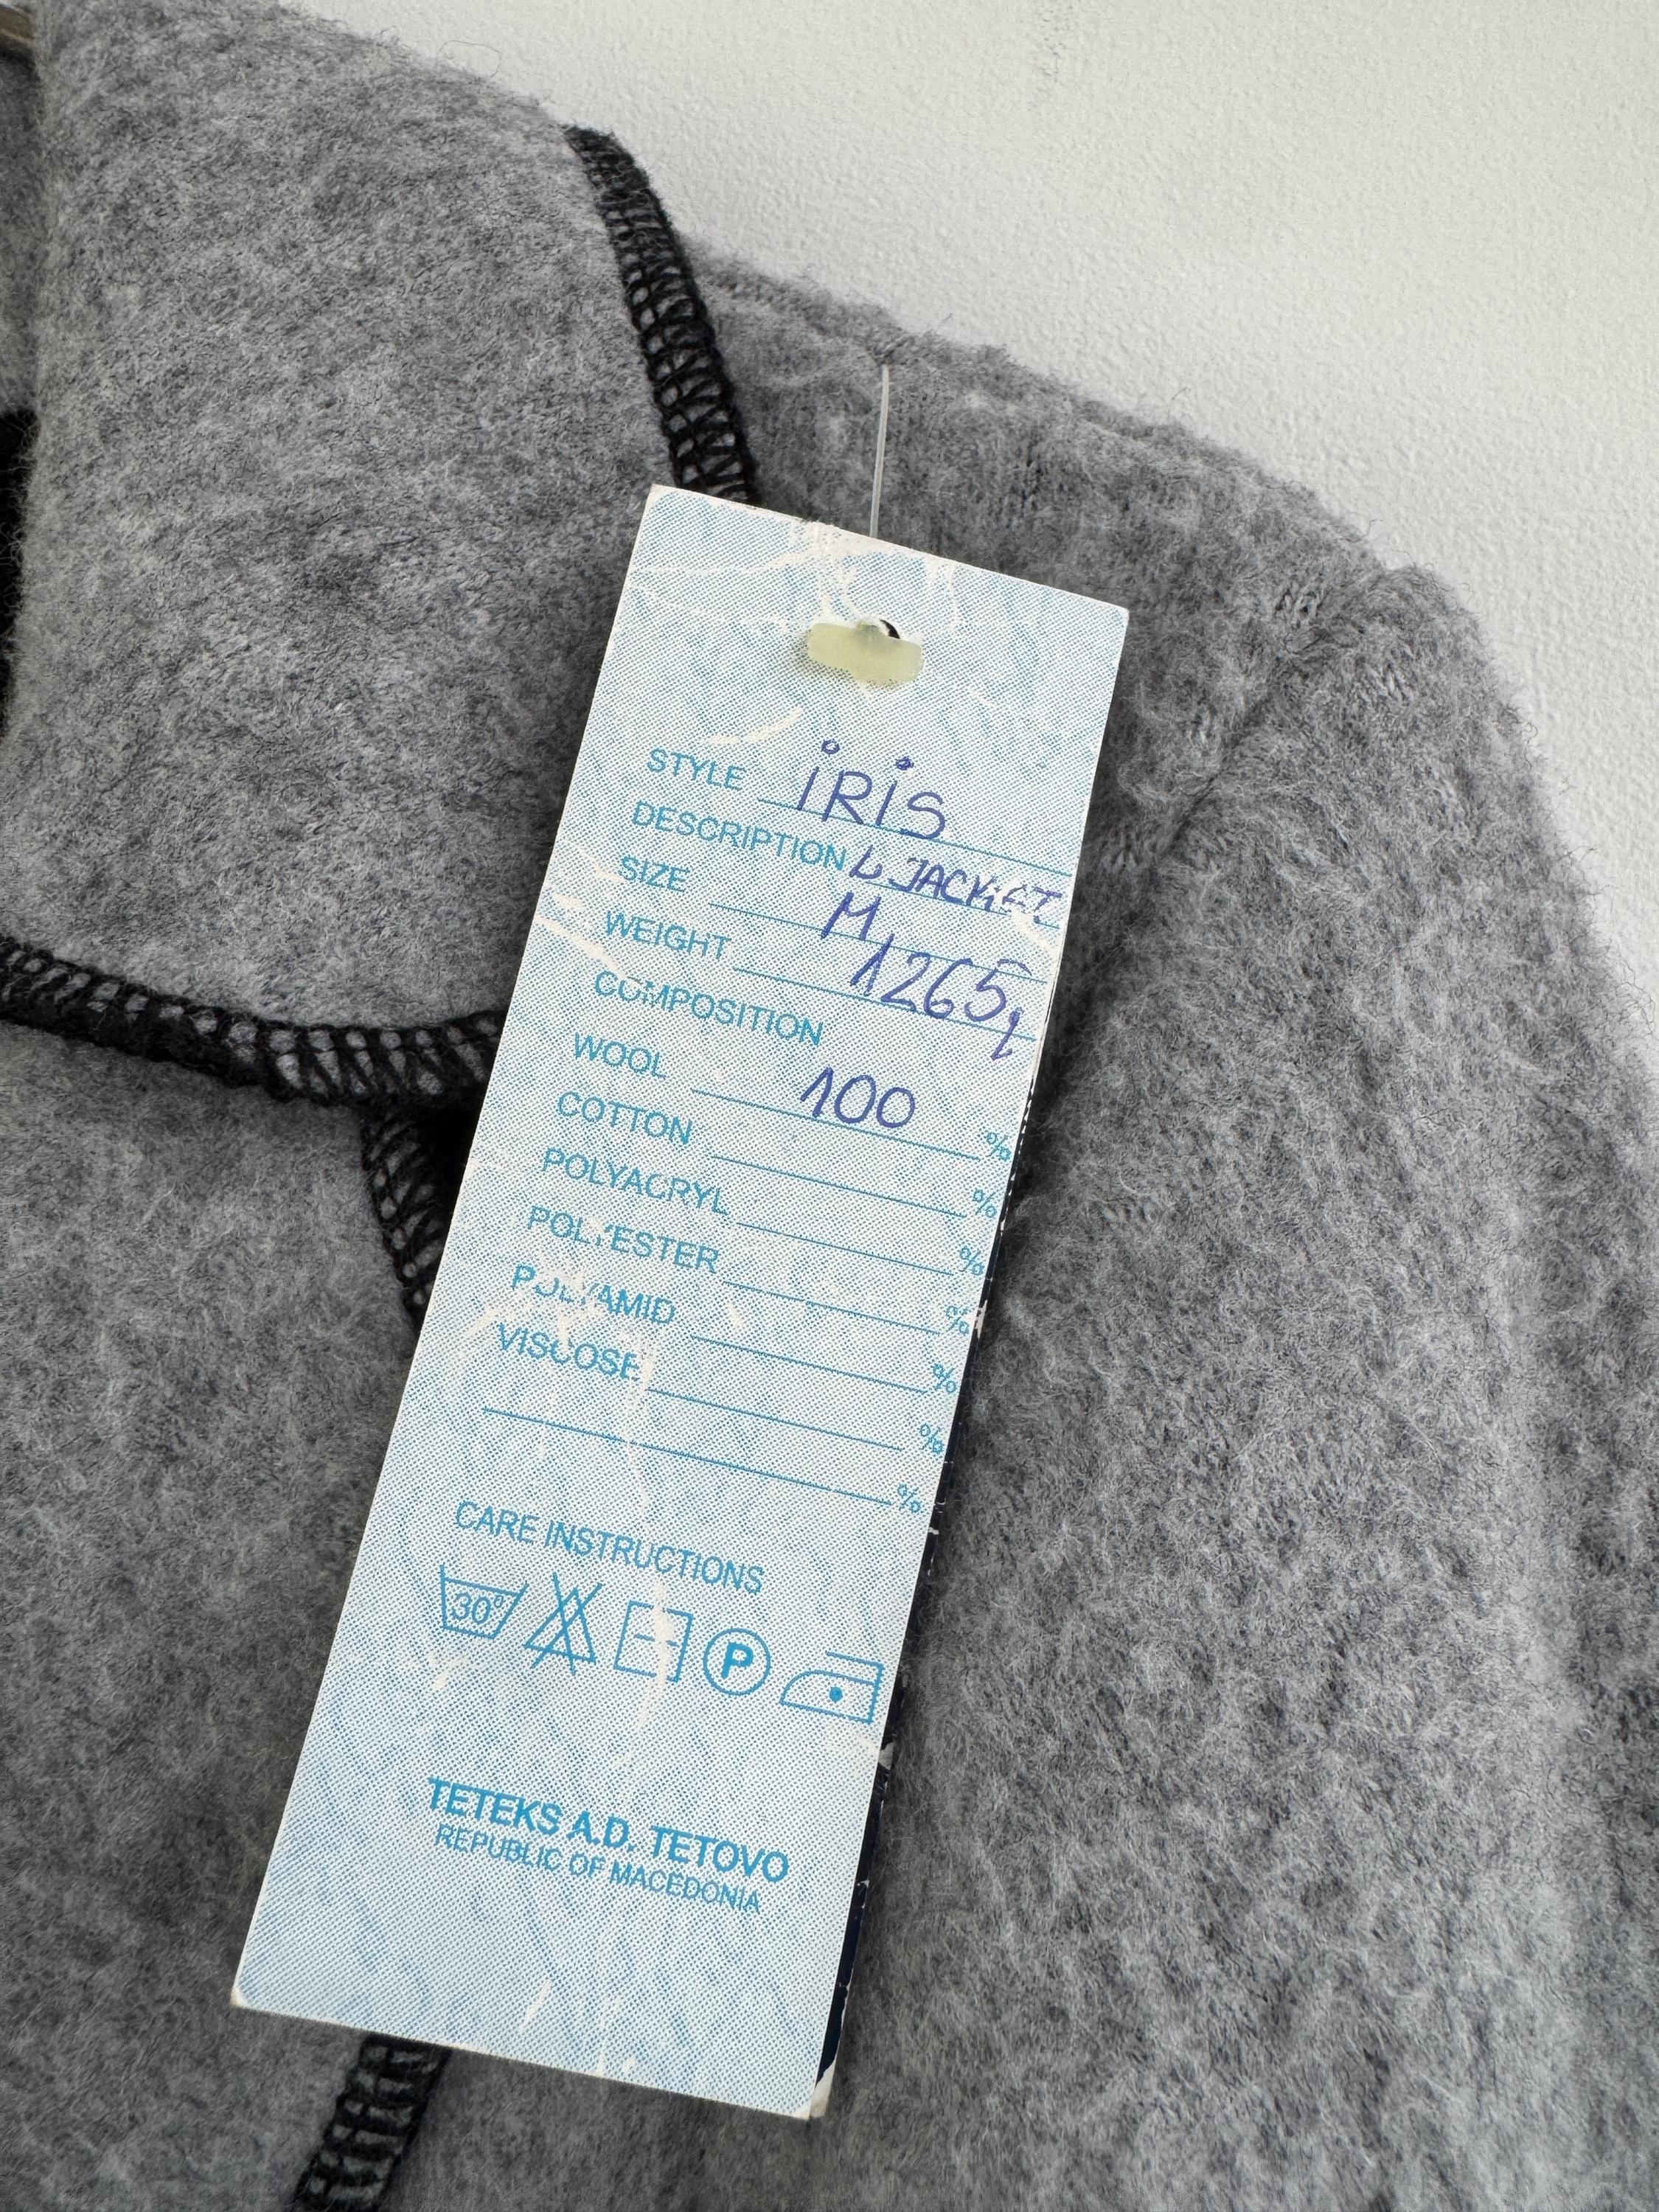 STYLE iRiS
DESCRIPTION L JACKET
SIZE M
WEIGHT 1265g
COMPOSITION
WOOL 100 %
COTTON %
POLYACRYL %
POLYESTER %
POLYAMID %
VISCOSE %
%
CARE INSTRUCTIONS
30° P
TETEKS A.D. TETOVO
REPUBLIC OF MACEDONIA